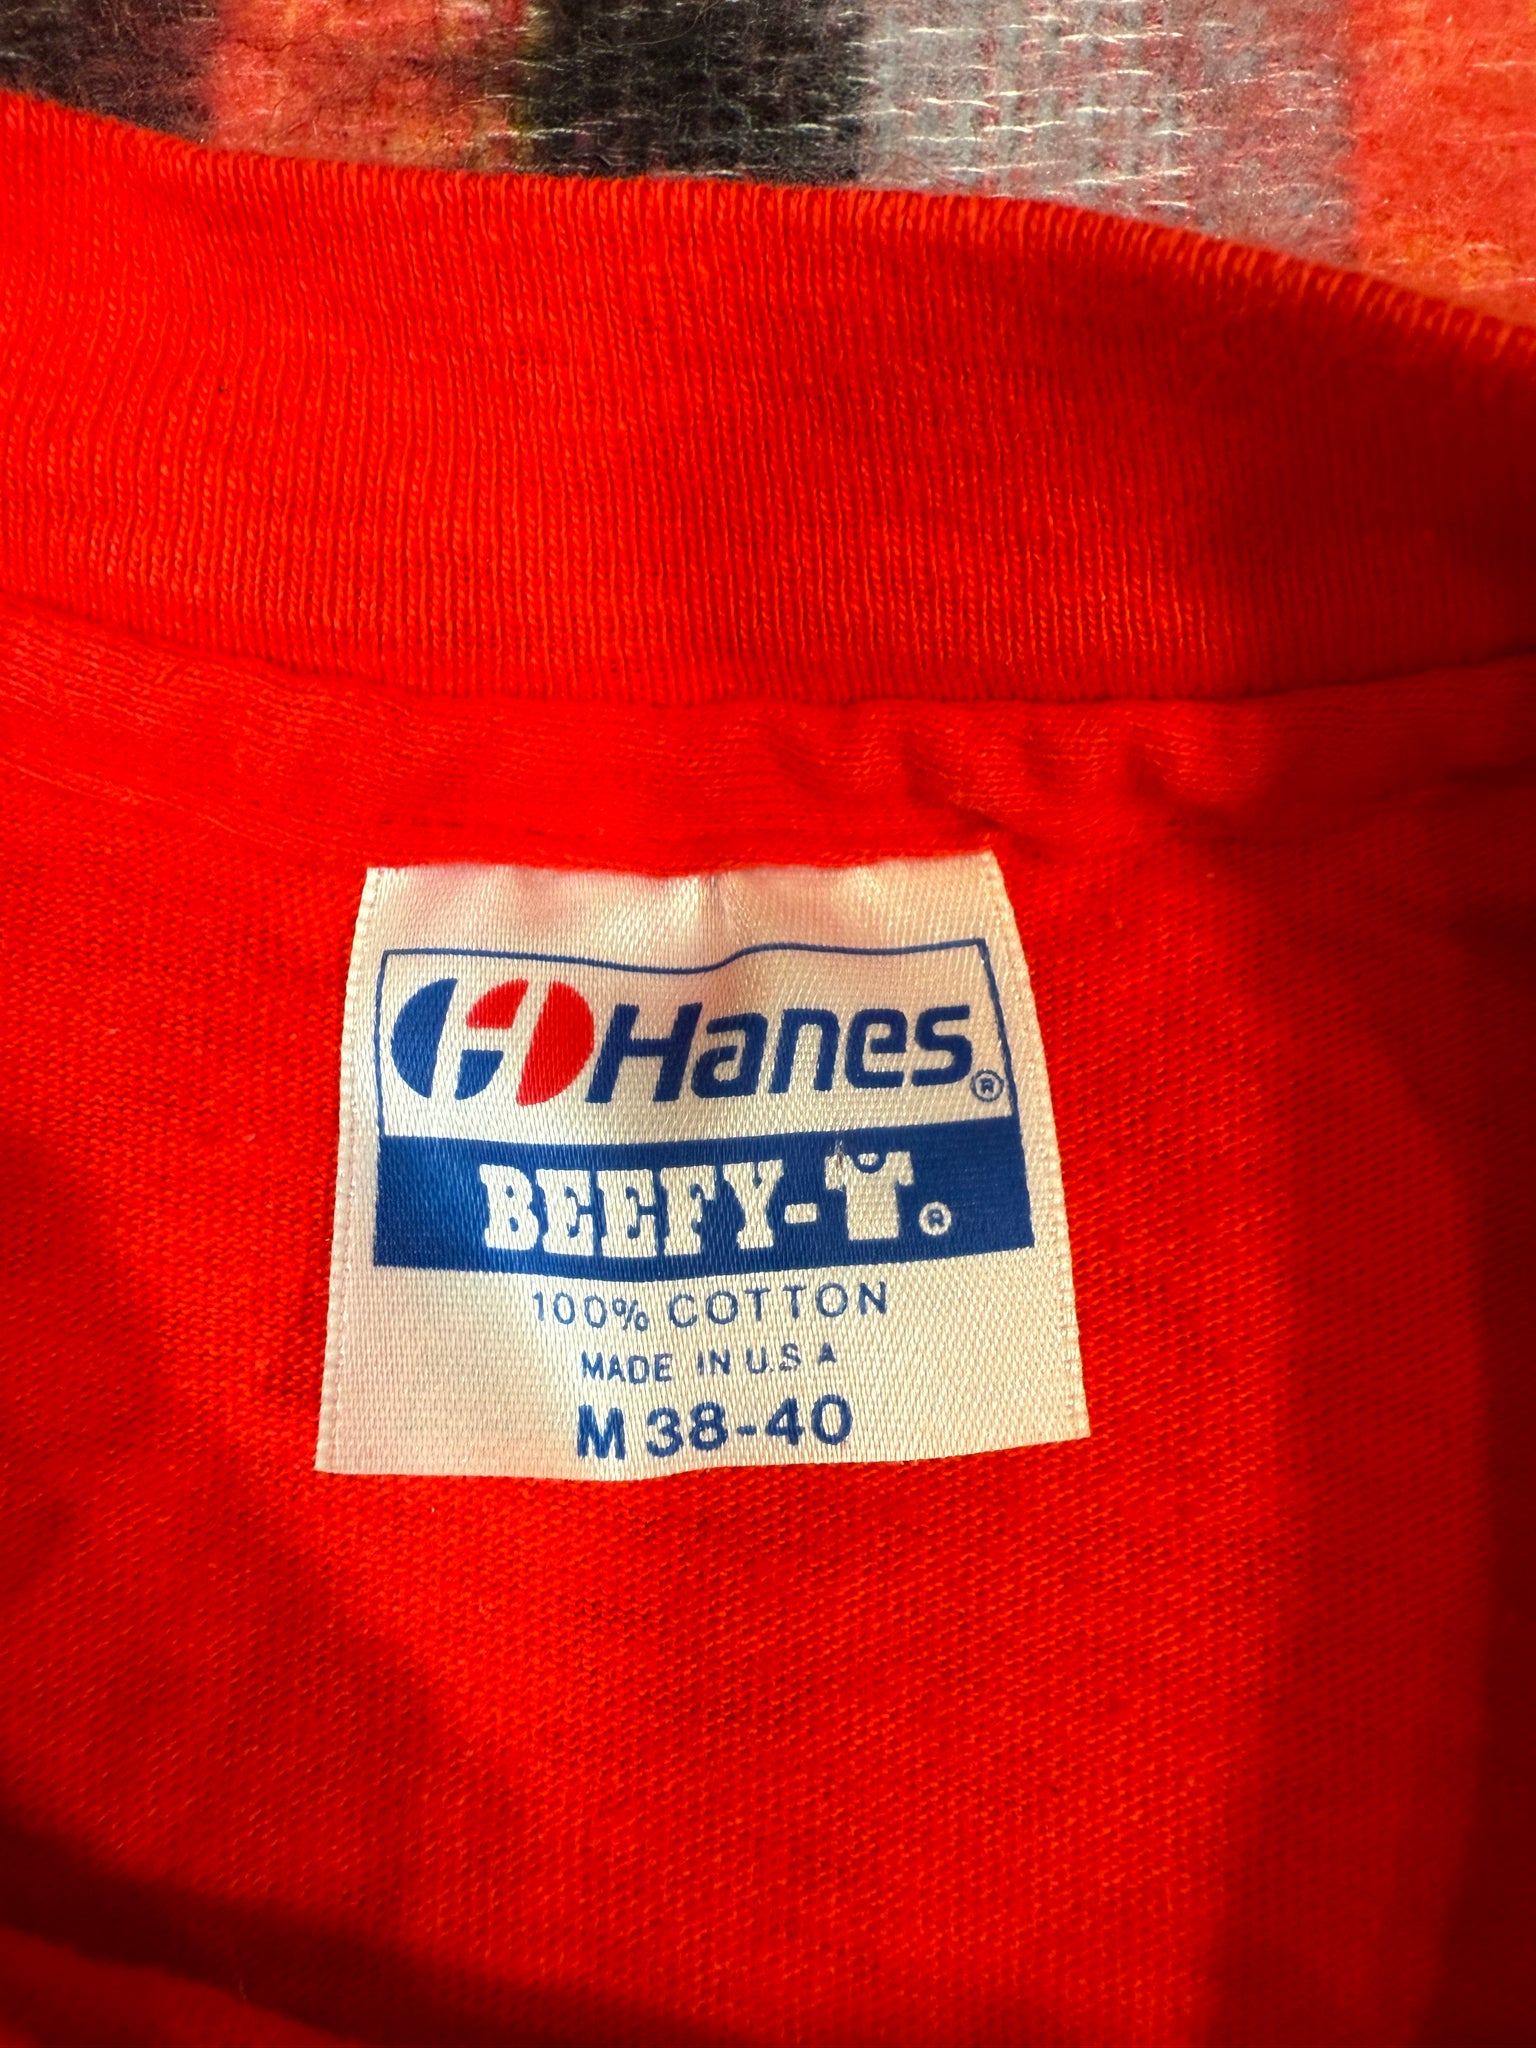 Hanes®
BEEFY-T®
100% COTTON
MADE IN U.S A
M 38-40